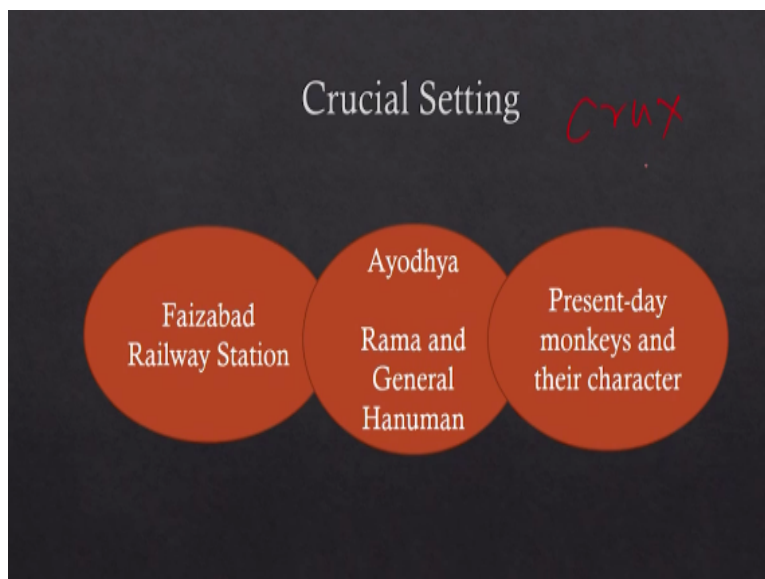 Crucial Setting
Crux
Faizabad
Railway Station
Ayodhya
Rama and
General
Hanuman
Present-day
monkeys and
their character